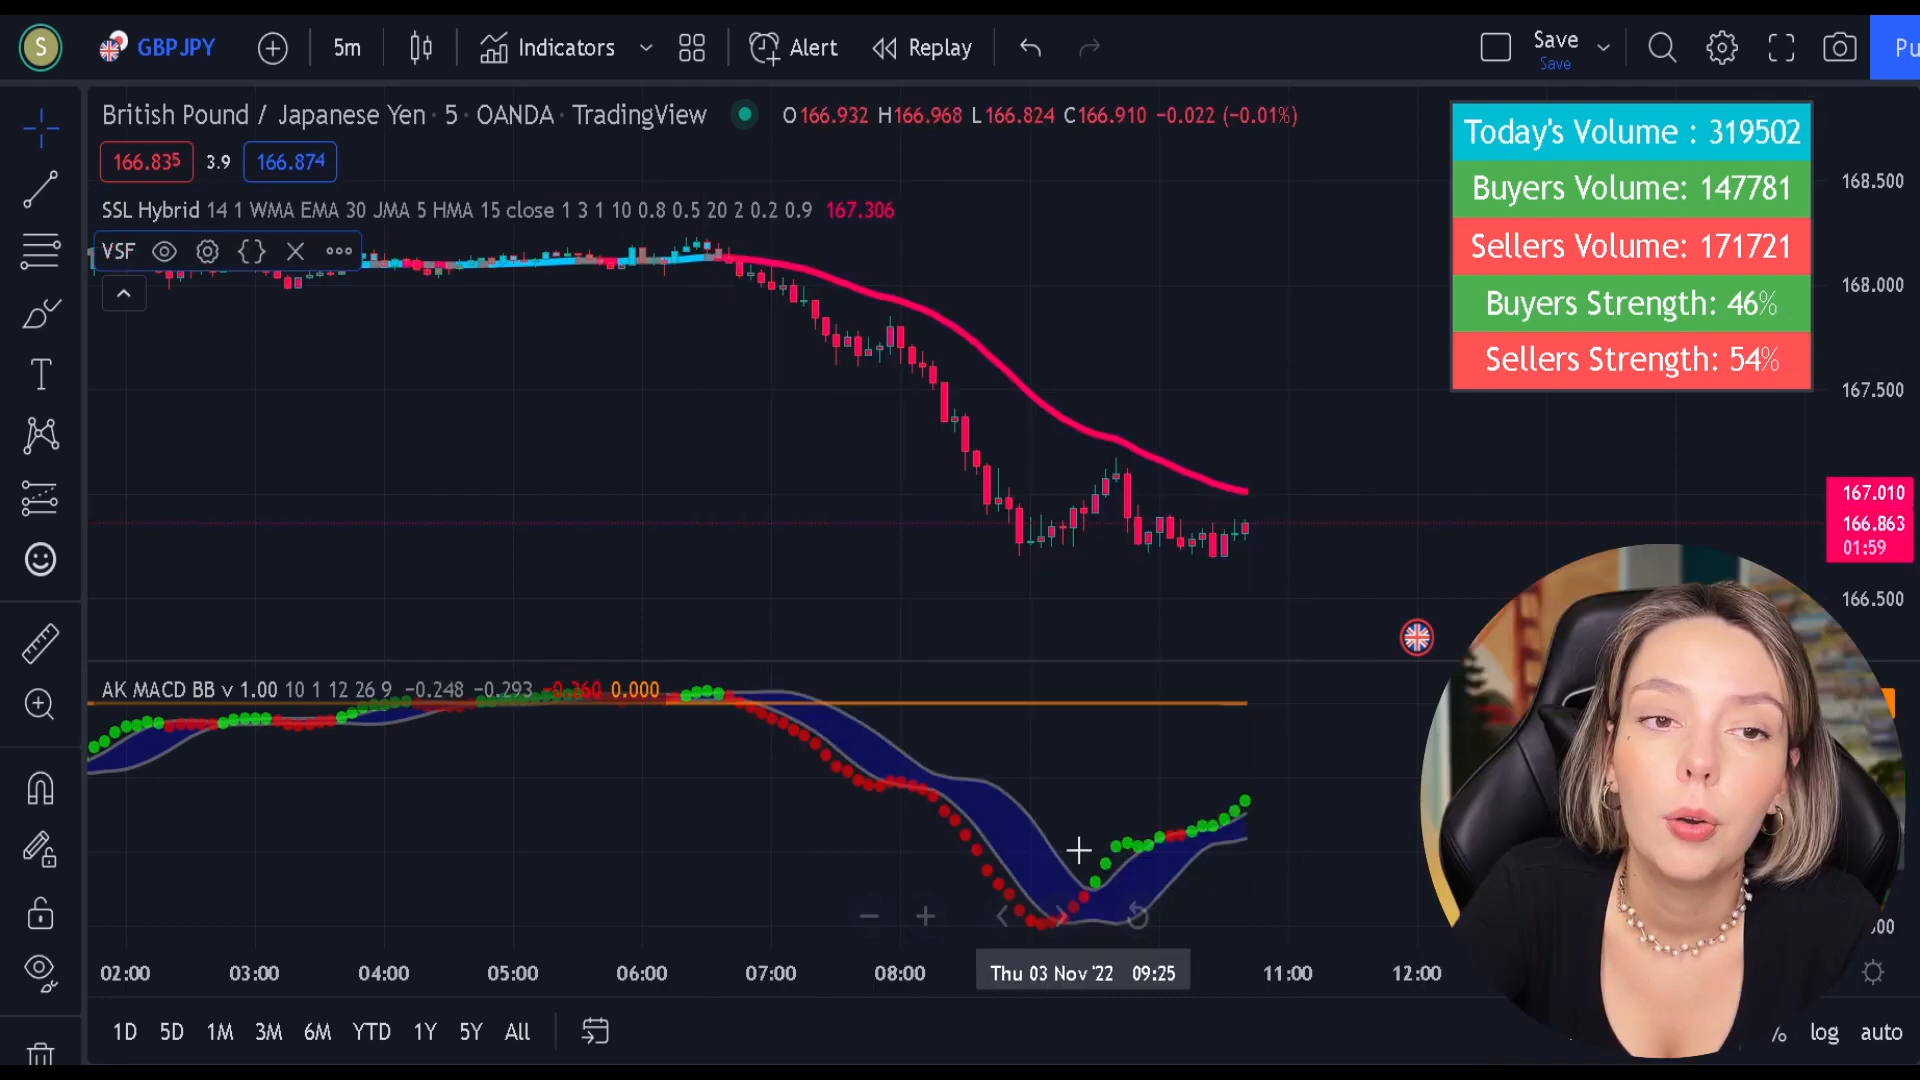 S GBPJPY 5m Indicators Alert Replay Save Pu
Save
British Pound / Japanese Yen · 5 · OANDA · TradingView O166.932 H166.968 L166.824 C166.910 −0.022 (−0.01%)
166.835 3.9 166.874
SSL Hybrid 14 1 WMA EMA 30 JMA 5 HMA 15 close 1 3 1 10 0.8 0.5 20 2 0.2 0.9 167.306
VSF
Today's Volume : 319502
Buyers Volume: 147781
Sellers Volume: 171721
Buyers Strength: 46%
Sellers Strength: 54%
168.500
168.000
167.500
167.010
166.863
01:59
166.500
AK MACD BB v 1.00 10 1 12 26 9 −0.248 −0.293 −0.260 0.000
02:00 03:00 04:00 05:00 06:00 07:00 08:00 Thu 03 Nov '22 09:25 11:00 12:00
1D 5D 1M 3M 6M YTD 1Y 5Y All log auto